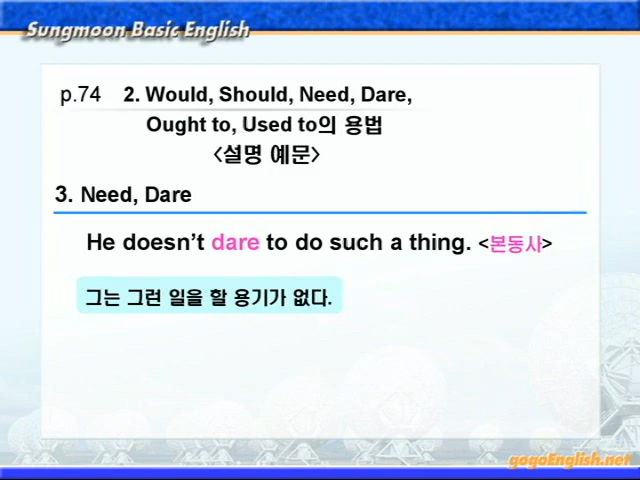 Sungmoon Basic English
p.74 2. Would, Should, Need, Dare,
Ought to, Used to의 용법
<설명 예문>
3. Need, Dare
He doesn't dare to do such a thing. <본동사>
그는 그런 일을 할 용기가 없다.
gogoEnglish.net